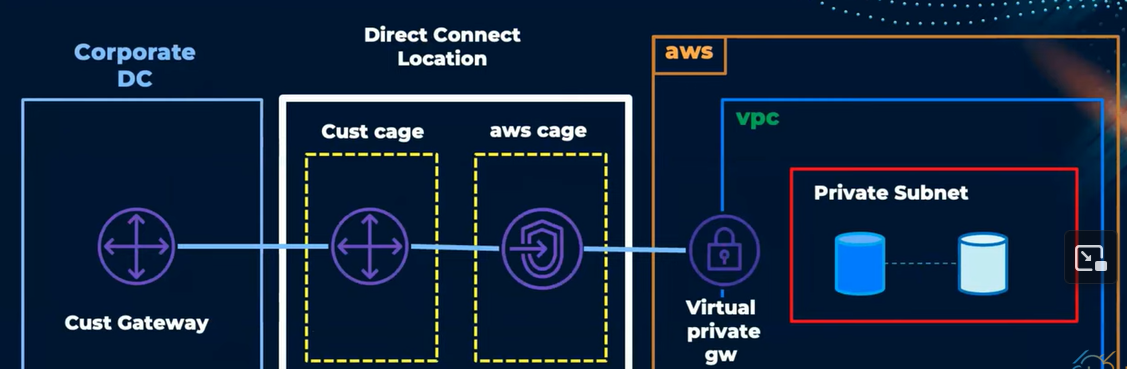 Corporate
DC
Direct Connect
Location
aws
Cust cage
aws cage
vpc
Private Subnet
Cust Gateway
Virtual
private
gw